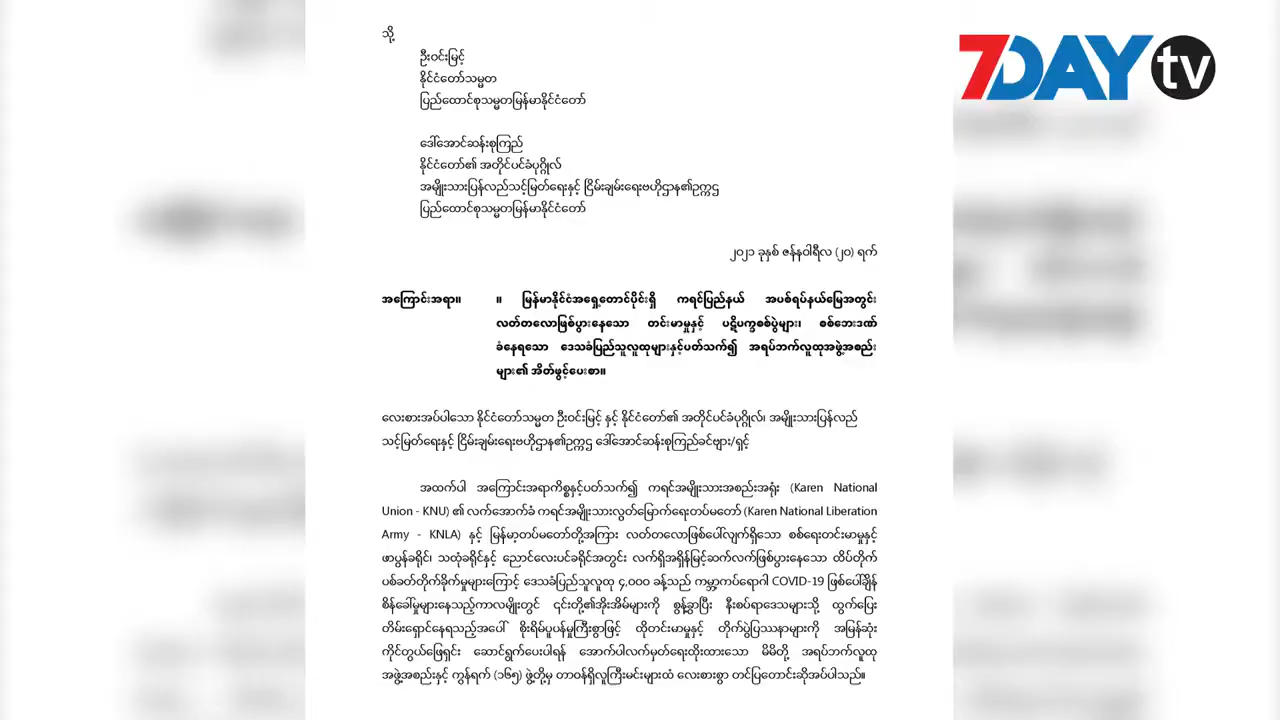 7DAY tv
သို့
ဦးဝင်းမြင့်
နိုင်ငံတော်သမ္မတ
ပြည်ထောင်စုသမ္မတမြန်မာနိုင်ငံတော်
ဒေါ်အောင်ဆန်းစုကြည်
နိုင်ငံတော်၏ အတိုင်ပင်ခံပုဂ္ဂိုလ်
အမျိုးသားပြန်လည်သင့်မြတ်ရေးနှင့် ငြိမ်းချမ်းရေးဗဟိုဌာန၏ဥက္ကဌ
ပြည်ထောင်စုသမ္မတမြန်မာနိုင်ငံတော်
၂၀၂၁ ခုနှစ် ဇန်နဝါရီလ (၂၀) ရက်
အကြောင်းအရာ။ ။ မြန်မာနိုင်ငံအရှေ့တောင်ပိုင်းရှိ ကရင်ပြည်နယ် အပစ်ရပ်နယ်မြေအတွင်း
လတ်တလောဖြစ်ပွားနေသော တင်းမာမှုနှင့် ပဋိပက္ခစစ်ပွဲများ၊ စစ်ဘေးဒဏ်
ခံနေရသော ဒေသခံပြည်သူလူထုများနှင့်ပတ်သက်၍ အရပ်ဘက်လူထုအဖွဲ့အစည်း
များ၏ အိတ်ဖွင့်ပေးစာ။
လေးစားအပ်ပါသော နိုင်ငံတော်သမ္မတ ဦးဝင်းမြင့် နှင့် နိုင်ငံတော်၏ အတိုင်ပင်ခံပုဂ္ဂိုလ်၊ အမျိုးသားပြန်လည်
သင့်မြတ်ရေးနှင့် ငြိမ်းချမ်းရေးဗဟိုဌာန၏ဥက္ကဌ ဒေါ်အောင်ဆန်းစုကြည်ခင်ဗျား/ရှင့်
အထက်ပါ အကြောင်းအရာကိစ္စနှင့်ပတ်သက်၍ ကရင်အမျိုးသားအစည်းအရုံး (Karen National
Union - KNU) ၏ လက်အောက်ခံ ကရင်အမျိုးသားလွတ်မြောက်ရေးတပ်မတော် (Karen National Liberation
Army - KNLA) နှင့် မြန်မာ့တပ်မတော်တို့အကြား လတ်တလောဖြစ်ပေါ်လျက်ရှိသော စစ်ရေးတင်းမာမှုနှင့်
ဖာပွန်ခရိုင်၊ သထုံခရိုင်နှင့် ညောင်လေးပင်ခရိုင်အတွင်း လက်ရှိအရှိန်မြင့်ဆက်လက်ဖြစ်ပွားနေသော ထိပ်တိုက်
ပစ်ခတ်တိုက်ခိုက်မှုများကြောင့် ဒေသခံပြည်သူလူထု ၄,၀၀၀ ခန့်သည် ကမ္ဘာ့ကပ်ရောဂါ COVID-19 ဖြစ်ပေါ်ချိန်
စိန်ခေါ်မှုများနေသည့်ကာလမျိုးတွင် ၎င်းတို့၏အိုးအိမ်များကို စွန့်ခွာပြီး နီးစပ်ရာဒေသများသို့ ထွက်ပြေး
တိမ်းရှောင်နေရသည့်အပေါ် စိုးရိမ်ပူပန်မှုကြီးစွာဖြင့် ထိုတင်းမာမှုနှင့် တိုက်ပွဲပြဿနာများကို အမြန်ဆုံး
ကိုင်တွယ်ဖြေရှင်း ဆောင်ရွက်ပေးပါရန် အောက်ပါလက်မှတ်ရေးထိုးထားသော မိမိတို့ အရပ်ဘက်လူထု
အဖွဲ့အစည်းနှင့် ကွန်ရက် (၁၆၅) ဖွဲ့တို့မှ တာဝန်ရှိလူကြီးမင်းများထံ လေးစားစွာ တင်ပြတောင်းဆိုအပ်ပါသည်။